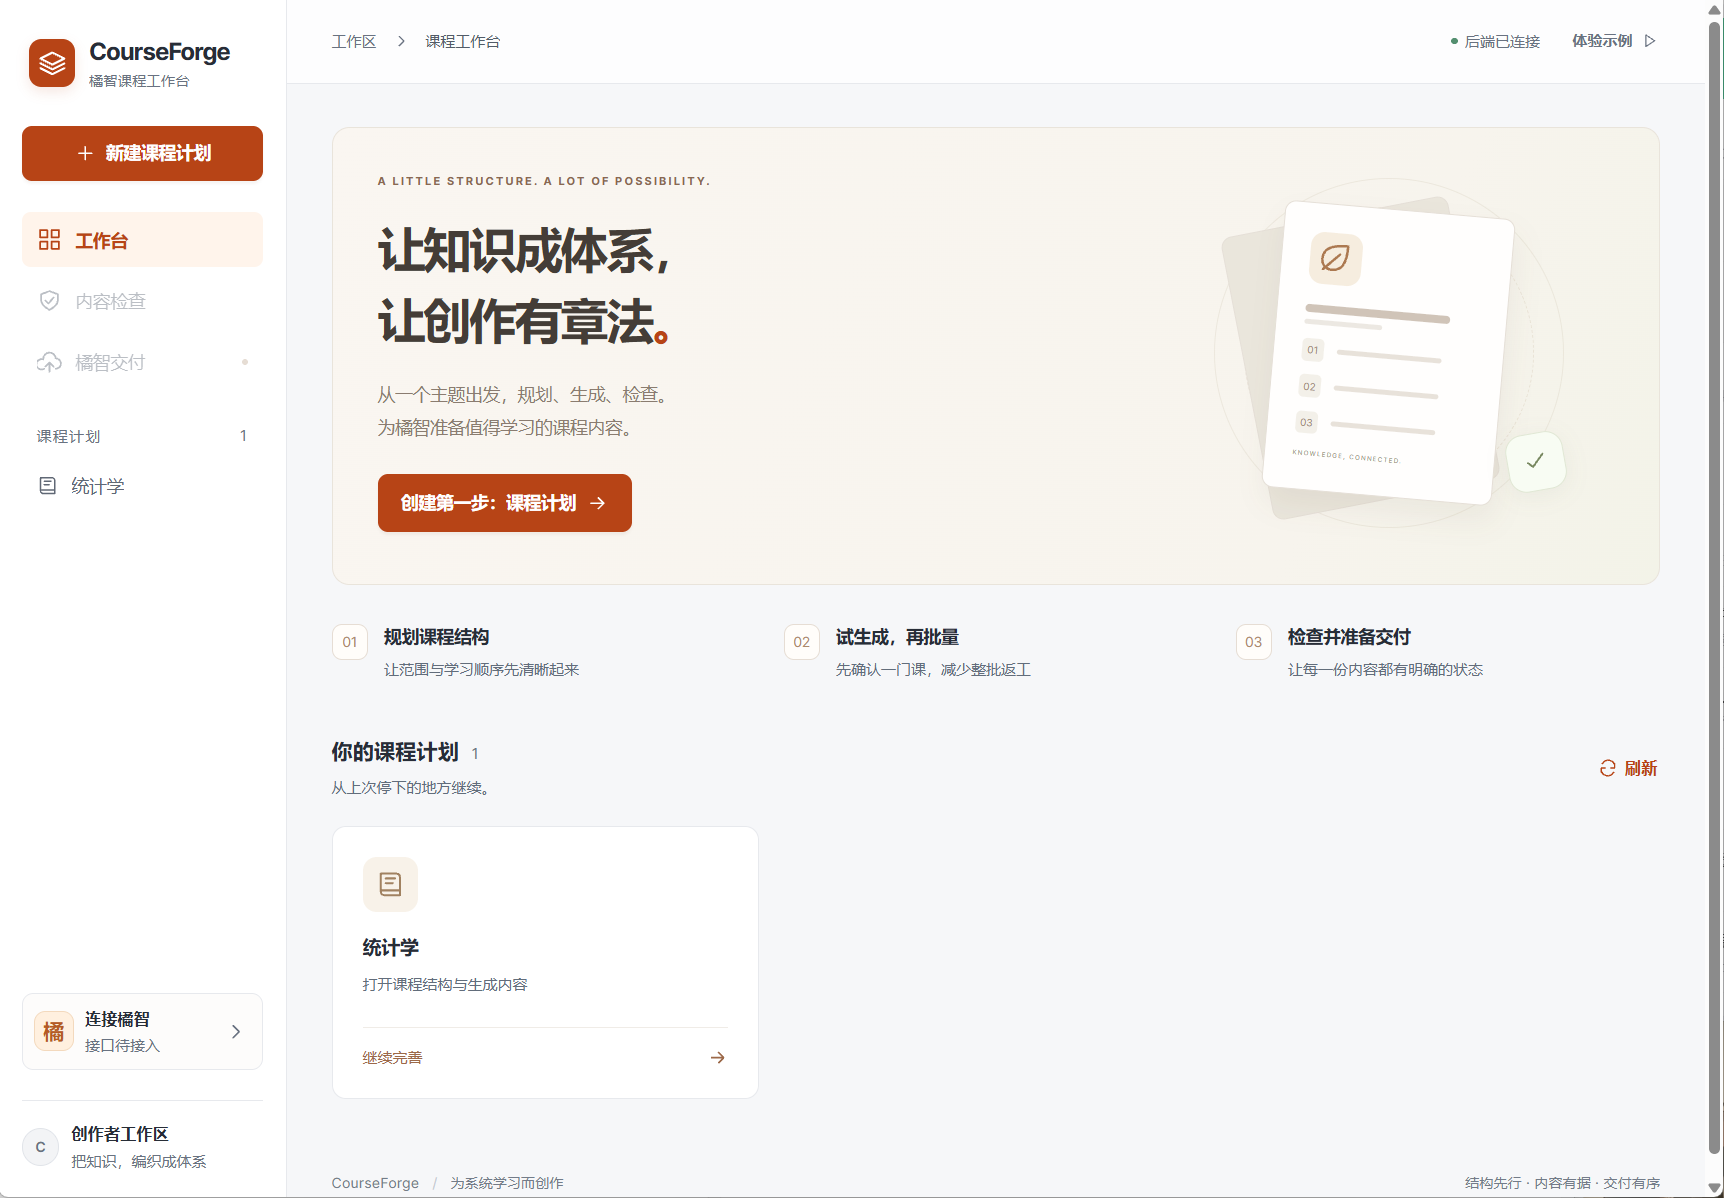 CourseForge
橘智课程工作台
新建课程计划
工作台
内容检查
橘智交付
课程计划 1
统计学
连接橘智
橘
接口待接入
C
创作者工作区
把知识，编织成体系
工作区 > 课程工作台
后端已连接
体验示例
A LITTLE STRUCTURE. A LOT OF POSSIBILITY.
让知识成体系，
让创作有章法。
从一个主题出发，规划、生成、检查。
为橘智准备值得学习的课程内容。
创建第一步：课程计划 →
01
02
03
KNOWLEDGE, CONNECTED.
01 规划课程结构
让范围与学习顺序先清晰起来
02 试生成，再批量
先确认一门课，减少整批返工
03 检查并准备交付
让每一份内容都有明确的状态
你的课程计划 1
从上次停下的地方继续。
刷新
统计学
打开课程结构与生成内容
继续完善 →
CourseForge / 为系统学习而创作
结构先行 · 内容有据 · 交付有序